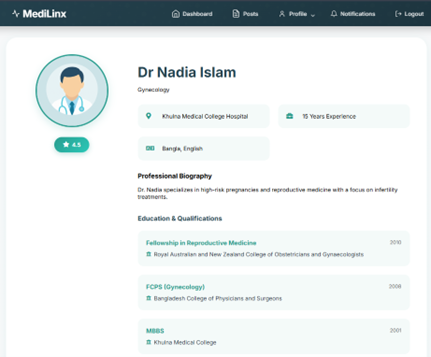 MediLinx
Dashboard
Posts
Profile
Notifications
Logout
Dr Nadia Islam
Gynecology
Khulna Medical College Hospital
15 Years Experience
4.5
Bangla, English
Professional Biography
Dr. Nadia specializes in high-risk pregnancies and reproductive medicine with a focus on infertility
treatments.
Education & Qualifications
Fellowship in Reproductive Medicine
2010
Royal Australian and New Zealand College of Obstetricians and Gynaecologists
FCPS (Gynecology)
2008
Bangladesh College of Physicians and Surgeons
MBBS
2001
Khulna Medical College